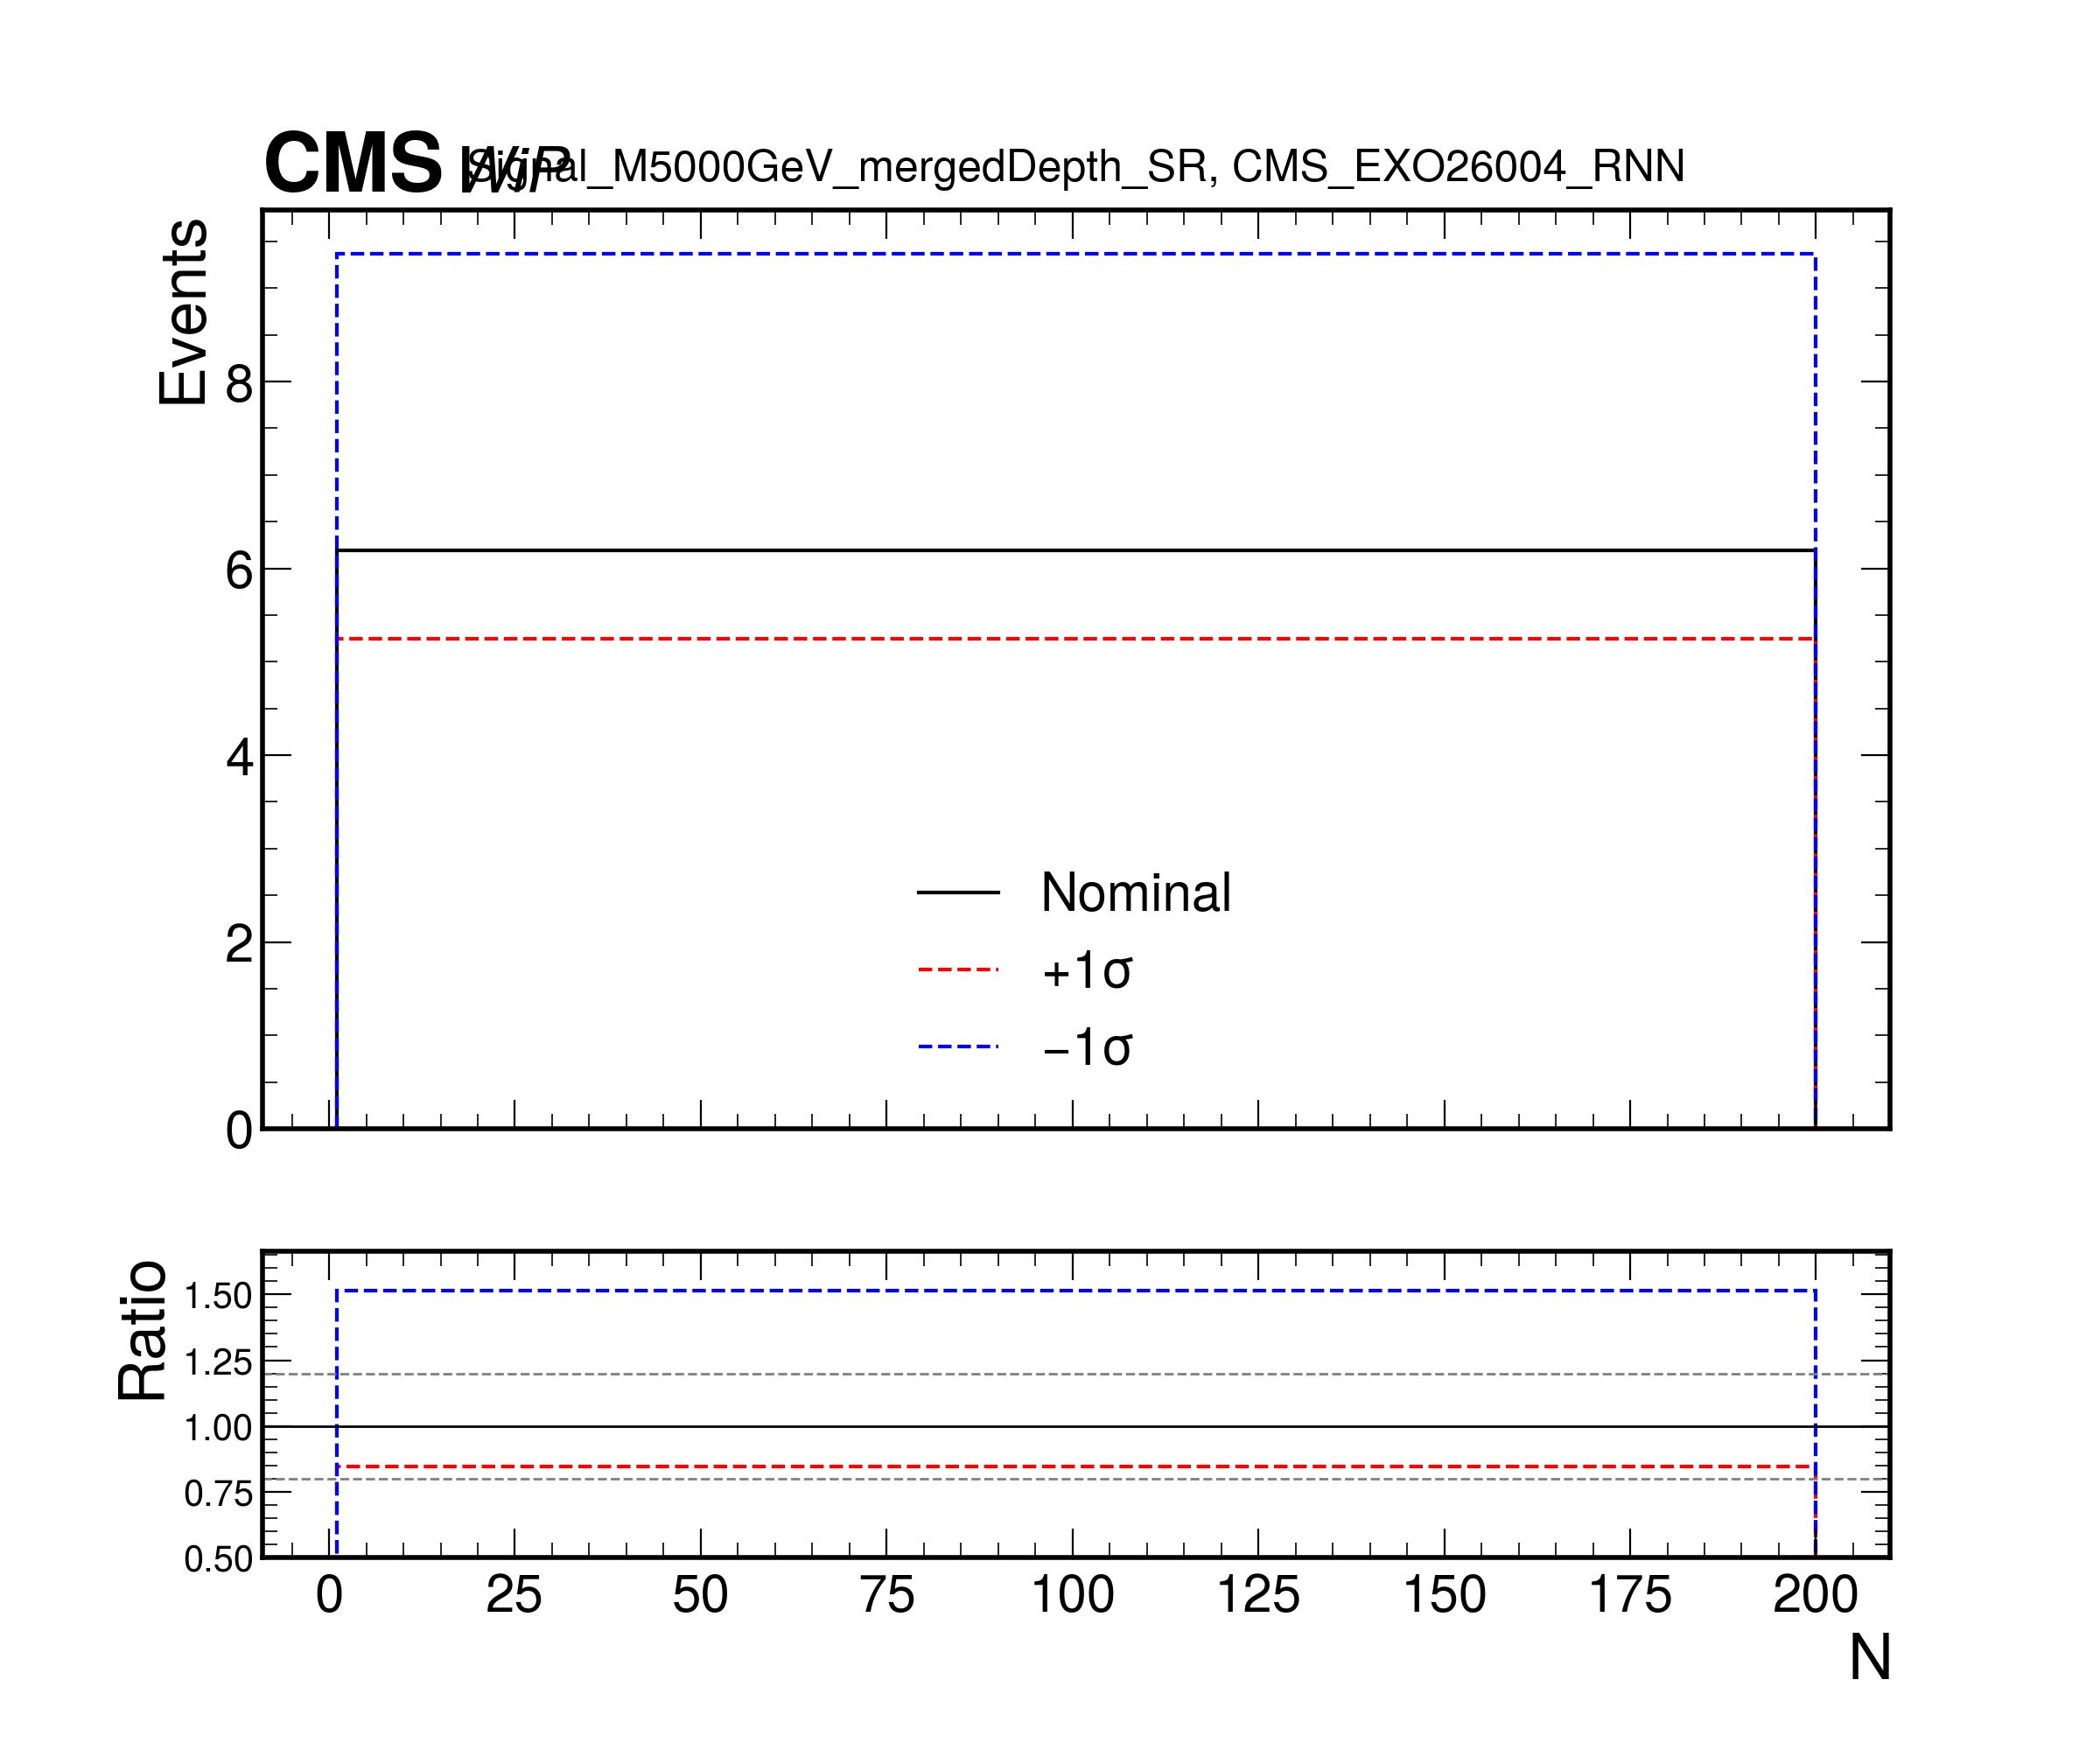 CMS WiP Signal_M5000GeV_mergedDepth_SR, CMS_EXO26004_RNN
Events
8
6
4
2
0
Nominal
+1σ
−1σ
Ratio
1.50
1.25
1.00
0.75
0.50
0 25 50 75 100 125 150 175 200
N